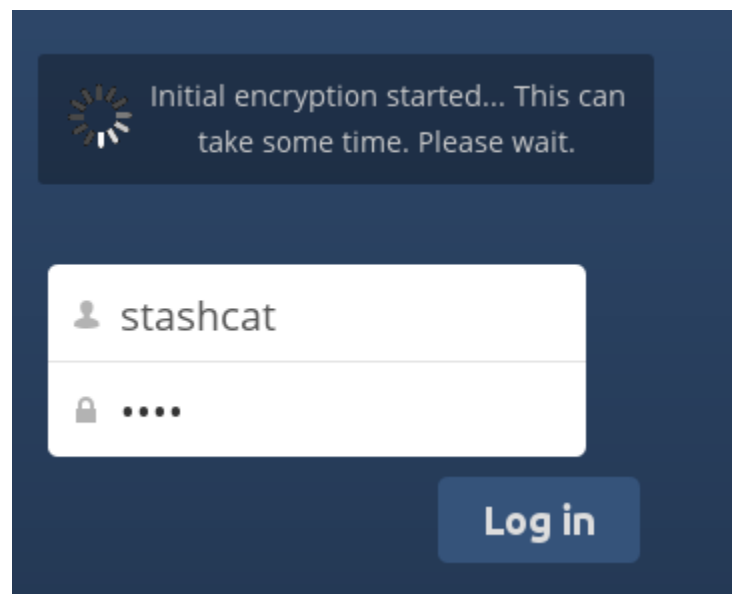 Initial encryption started... This can
take some time. Please wait.
stashcat
••••
Log in